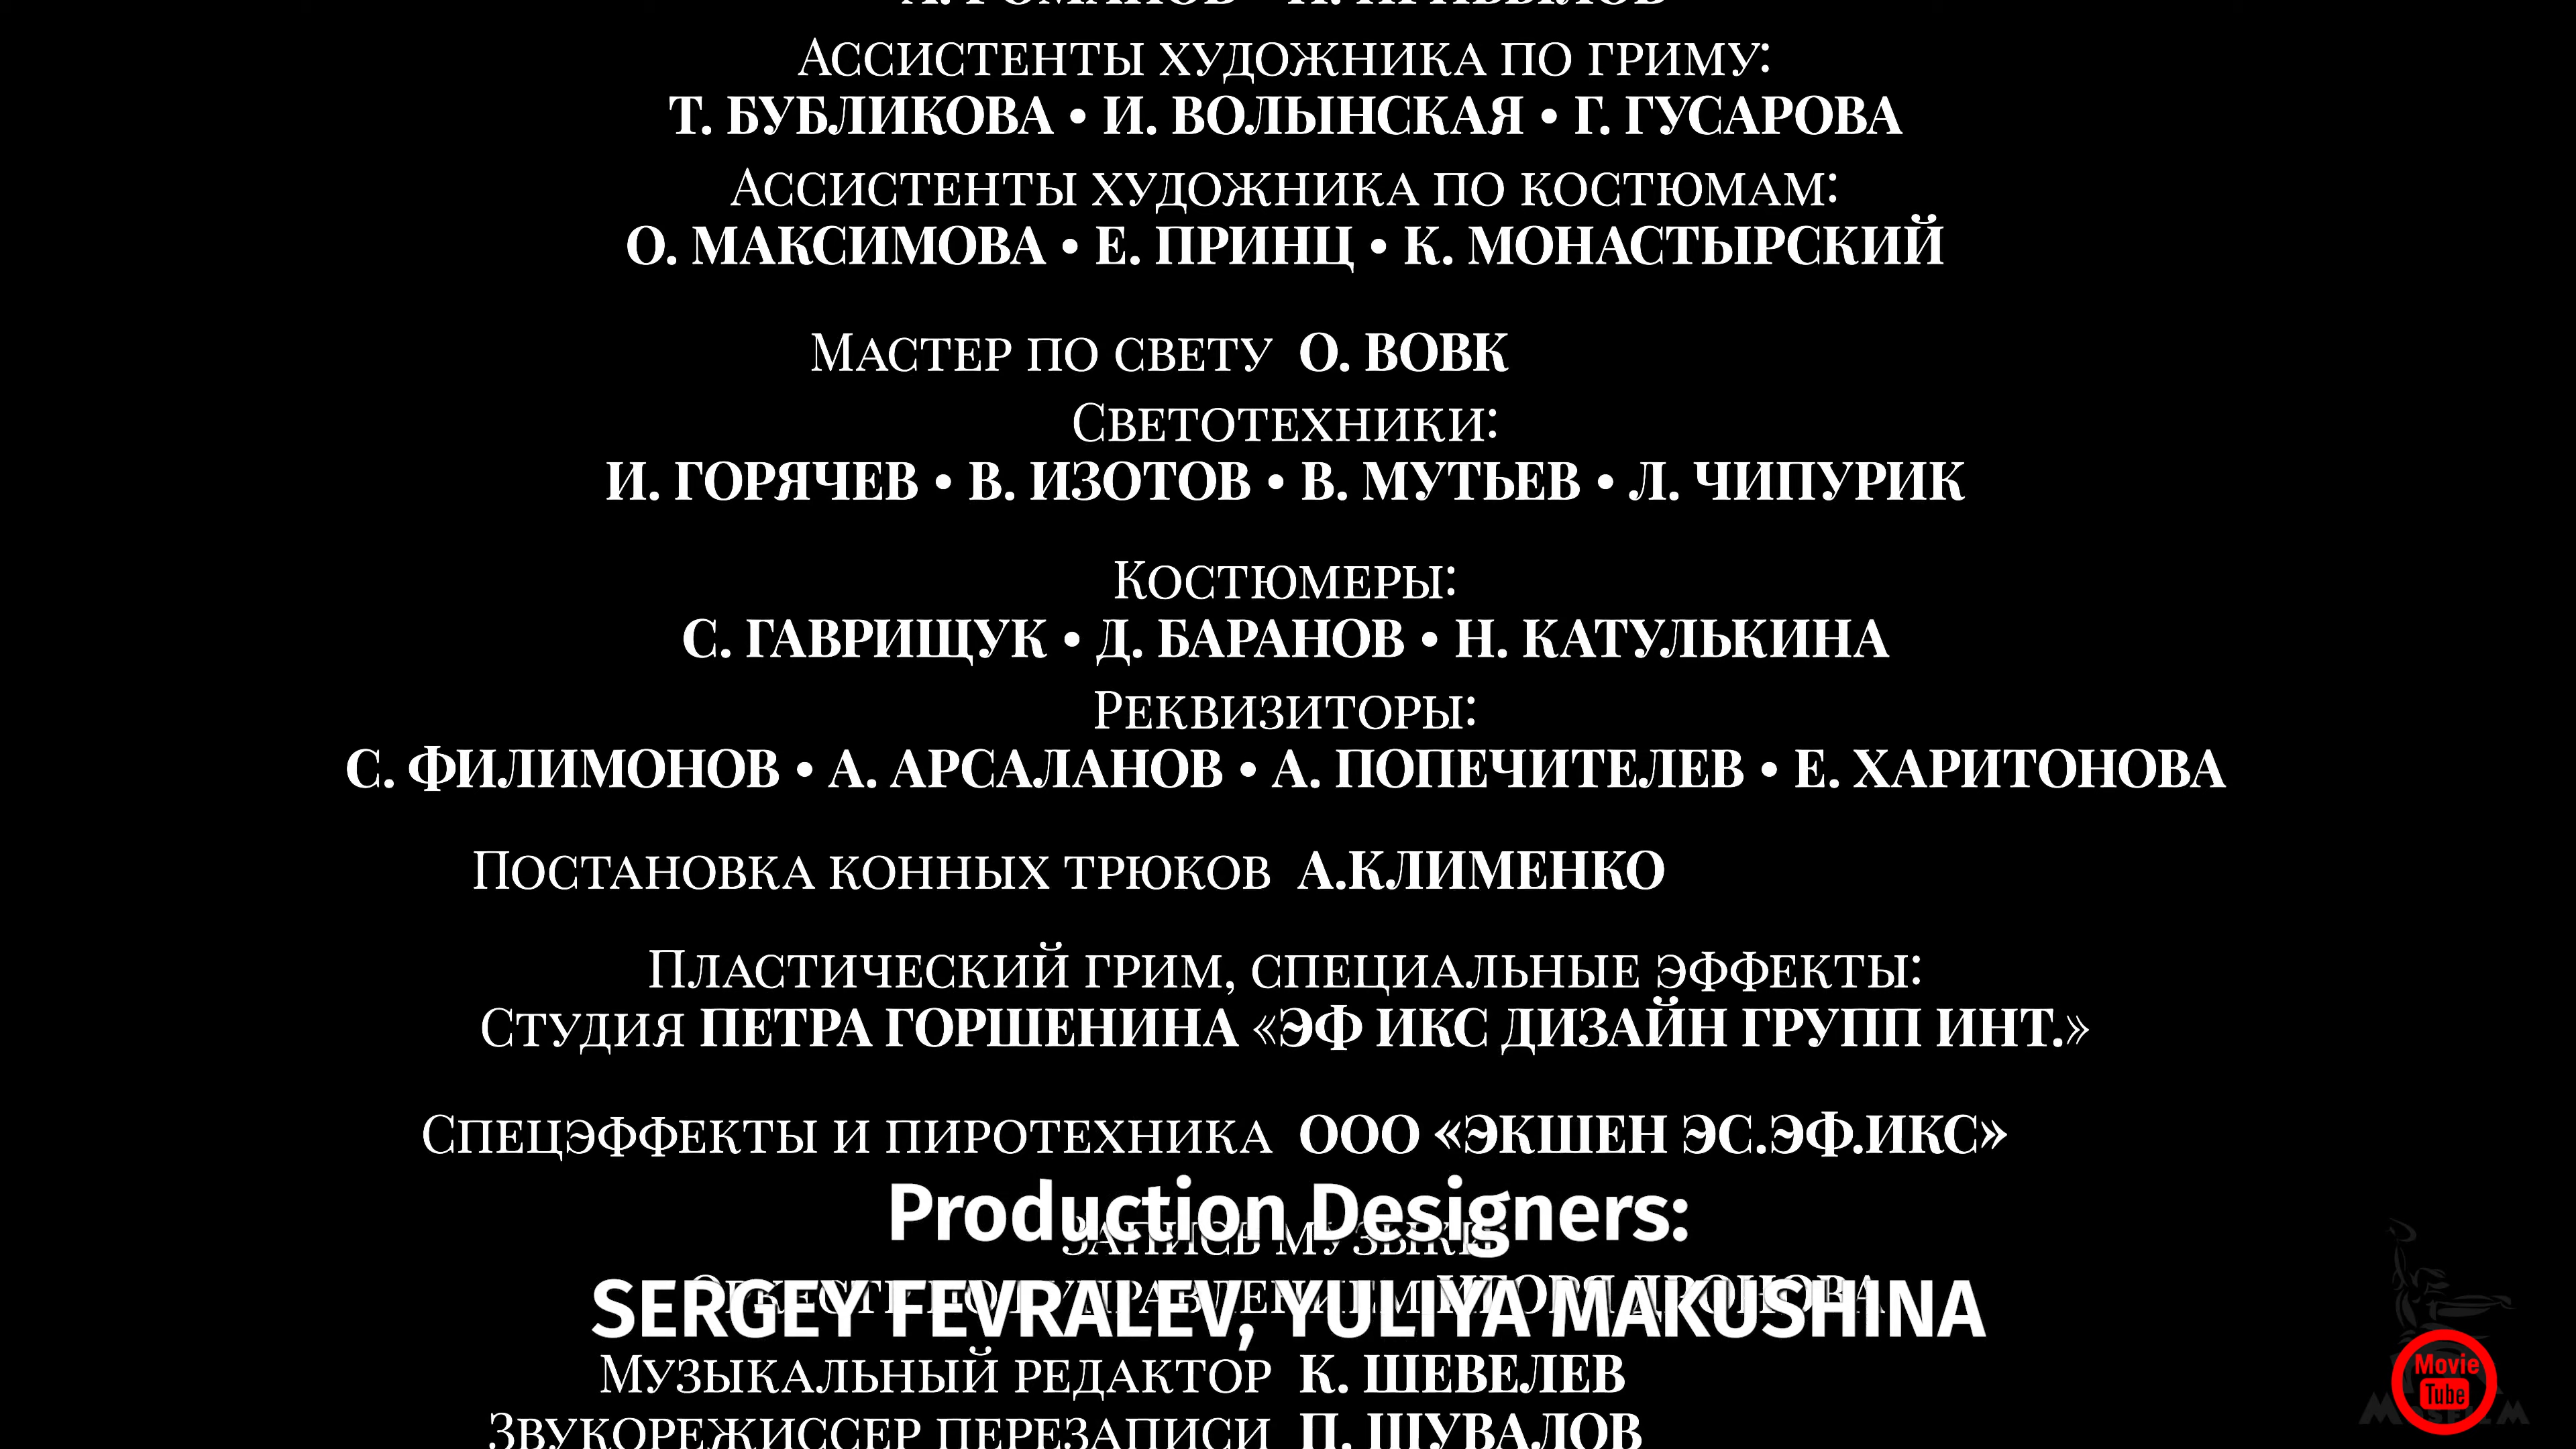 Ассистенты художника по гриму:
Т. БУБЛИКОВА • И. ВОЛЫНСКАЯ • Г. ГУСАРОВА
Ассистенты художника по костюмам:
О. МАКСИМОВА • Е. ПРИНЦ • К. МОНАСТЫРСКИЙ
Мастер по свету О. ВОВК
Светотехники:
И. ГОРЯЧЕВ • В. ИЗОТОВ • В. МУТЬЕВ • Л. ЧИПУРИК
Костюмеры:
С. ГАВРИЩУК • Д. БАРАНОВ • Н. КАТУЛЬКИНА
Реквизиторы:
С. ФИЛИМОНОВ • А. АРСАЛАНОВ • А. ПОПЕЧИТЕЛЕВ • Е. ХАРИТОНОВА
Постановка конных трюков А.КЛИМЕНКО
Пластический грим, специальные эффекты:
Студия ПЕТРА ГОРШЕНИНА «ЭФ ИКС ДИЗАЙН ГРУПП ИНТ.»
Спецэффекты и пиротехника ООО «ЭКШЕН ЭС.ЭФ.ИКС»
Production Designers:
Запись музыки:
SERGEY FEVRALEV, YULIYA MAKUSHINA
Музыкальный редактор К. ШЕВЕЛЕВ
Звукорежиссер перезаписи П. ШУВАЛОВ
Movie
Tube